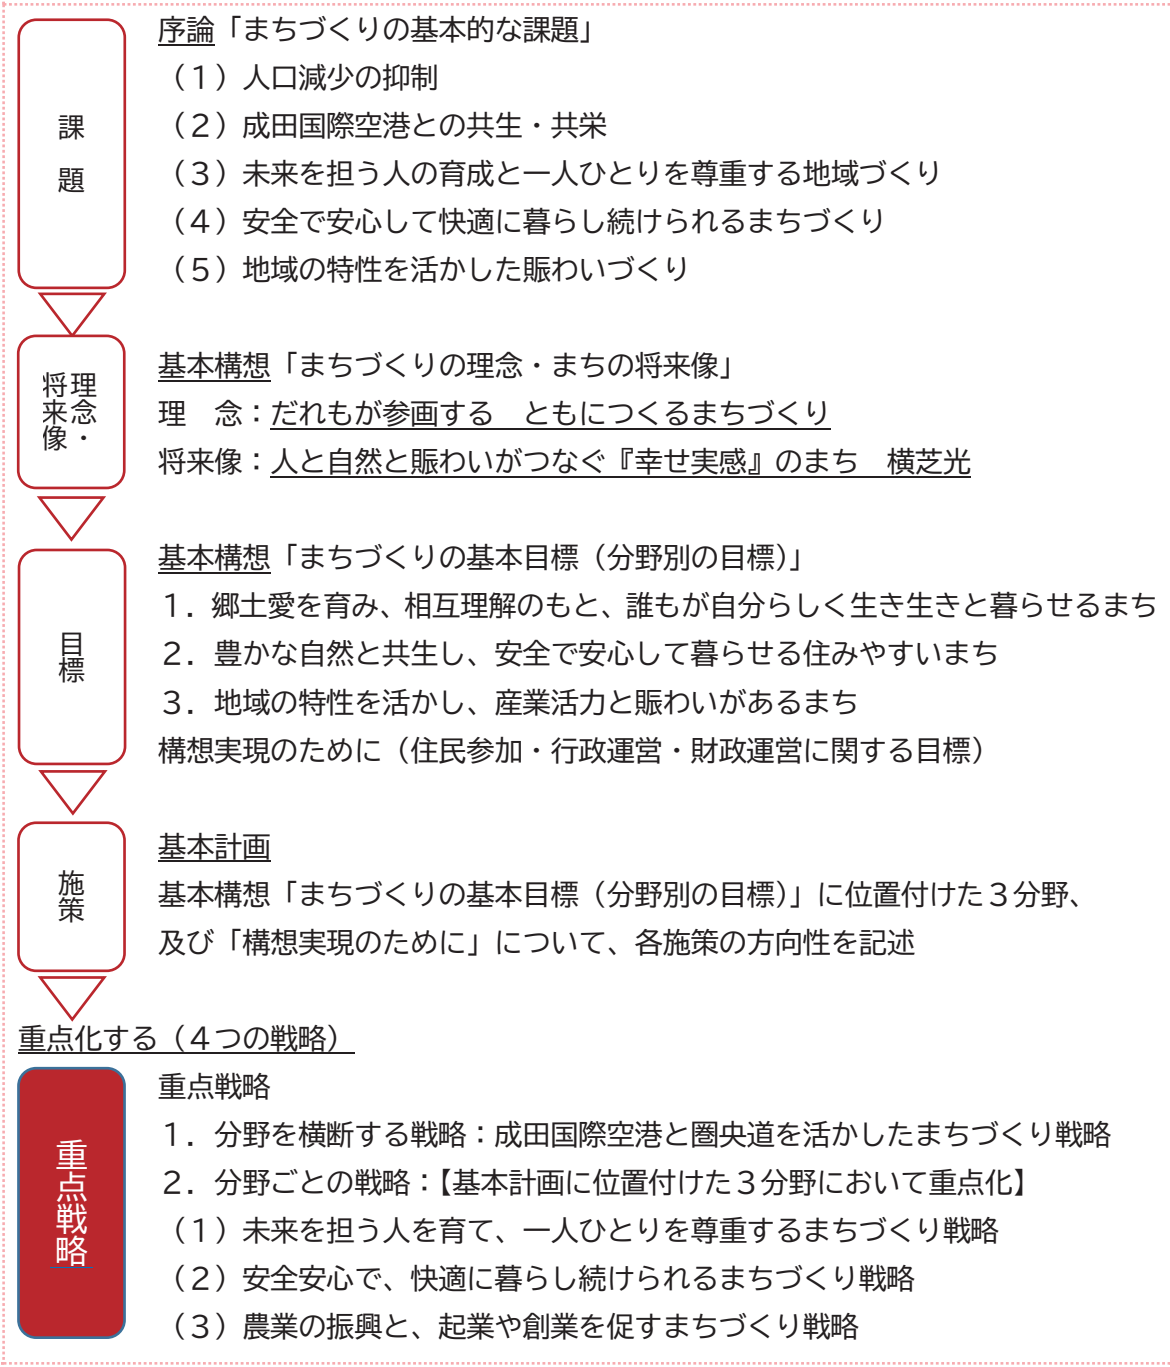 課題
序論「まちづくりの基本的な課題」
（1）人口減少の抑制
（2）成田国際空港との共生・共栄
（3）未来を担う人の育成と一人ひとりを尊重する地域づくり
（4）安全で安心して快適に暮らし続けられるまちづくり
（5）地域の特性を活かした賑わいづくり
理念・
将来像
基本構想「まちづくりの理念・まちの将来像」
理　念：だれもが参画する　ともにつくるまちづくり
将来像：人と自然と賑わいがつなぐ『幸せ実感』のまち　横芝光
目標
基本構想「まちづくりの基本目標（分野別の目標）」
1．郷土愛を育み、相互理解のもと、誰もが自分らしく生き生きと暮らせるまち
2．豊かな自然と共生し、安全で安心して暮らせる住みやすいまち
3．地域の特性を活かし、産業活力と賑わいがあるまち
構想実現のために（住民参加・行政運営・財政運営に関する目標）
施策
基本計画
基本構想「まちづくりの基本目標（分野別の目標）」に位置付けた３分野、
及び「構想実現のために」について、各施策の方向性を記述
重点化する（４つの戦略）
重点戦略
重点戦略
1．分野を横断する戦略：成田国際空港と圏央道を活かしたまちづくり戦略
2．分野ごとの戦略：【基本計画に位置付けた３分野において重点化】
（1）未来を担う人を育て、一人ひとりを尊重するまちづくり戦略
（2）安全安心で、快適に暮らし続けられるまちづくり戦略
（3）農業の振興と、起業や創業を促すまちづくり戦略